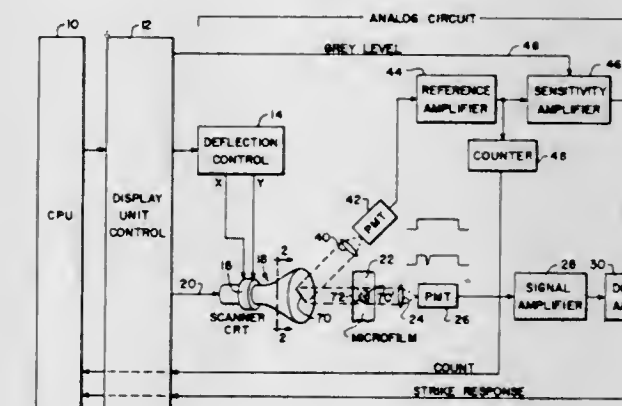 ANALOG CIRCUIT
10
12
GREY LEVEL
48
44
46
REFERENCE
AMPLIFIER
SENSITIVITY
AMPLIFIER
14
DEFLECTION
CONTROL
COUNTER
48
X
Y
42
PMT
40
CPU
DISPLAY
UNIT
CONTROL
16
18
2
22
20
72
70
24
PMT
26
28
SIGNAL
AMPLIFIER
30
SCANNER
CRT
2
70
MICROFILM
COUNT
STRIKE RESPONSE